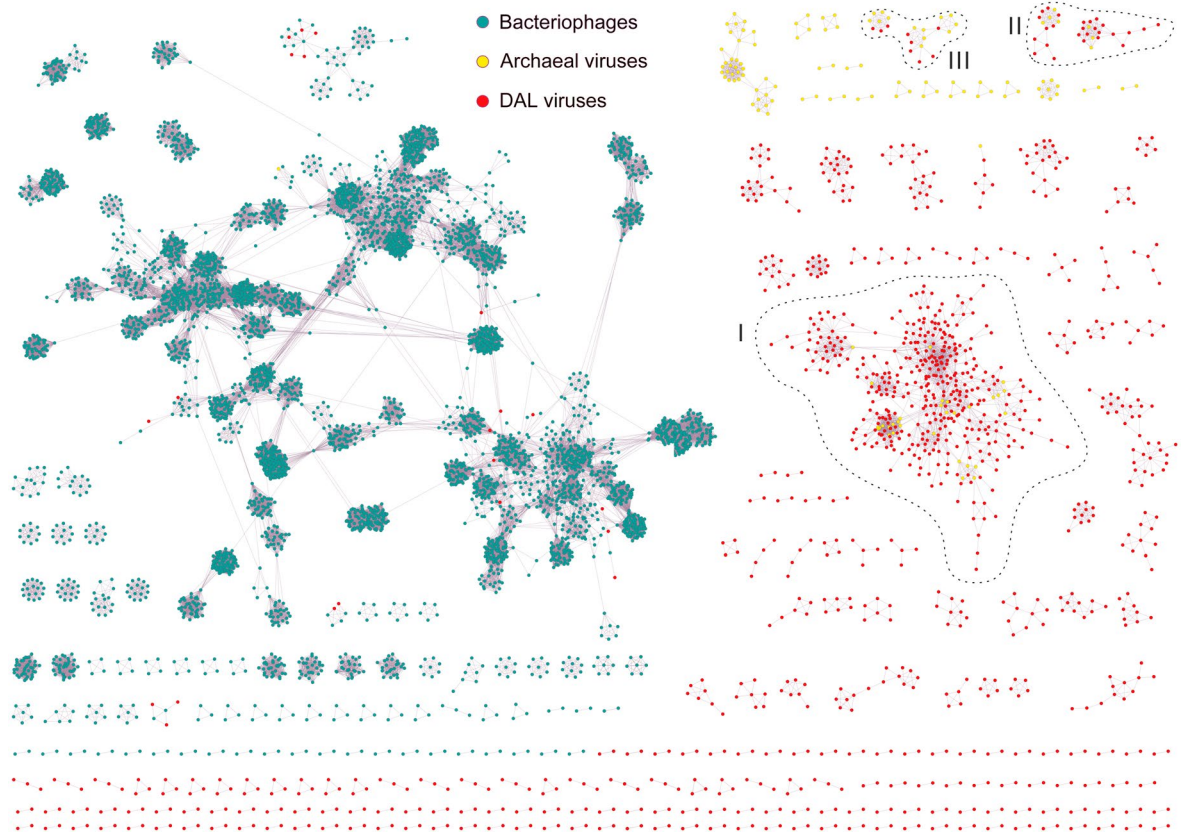 Bacteriophages
Archaeal viruses
DAL viruses
II
III
I